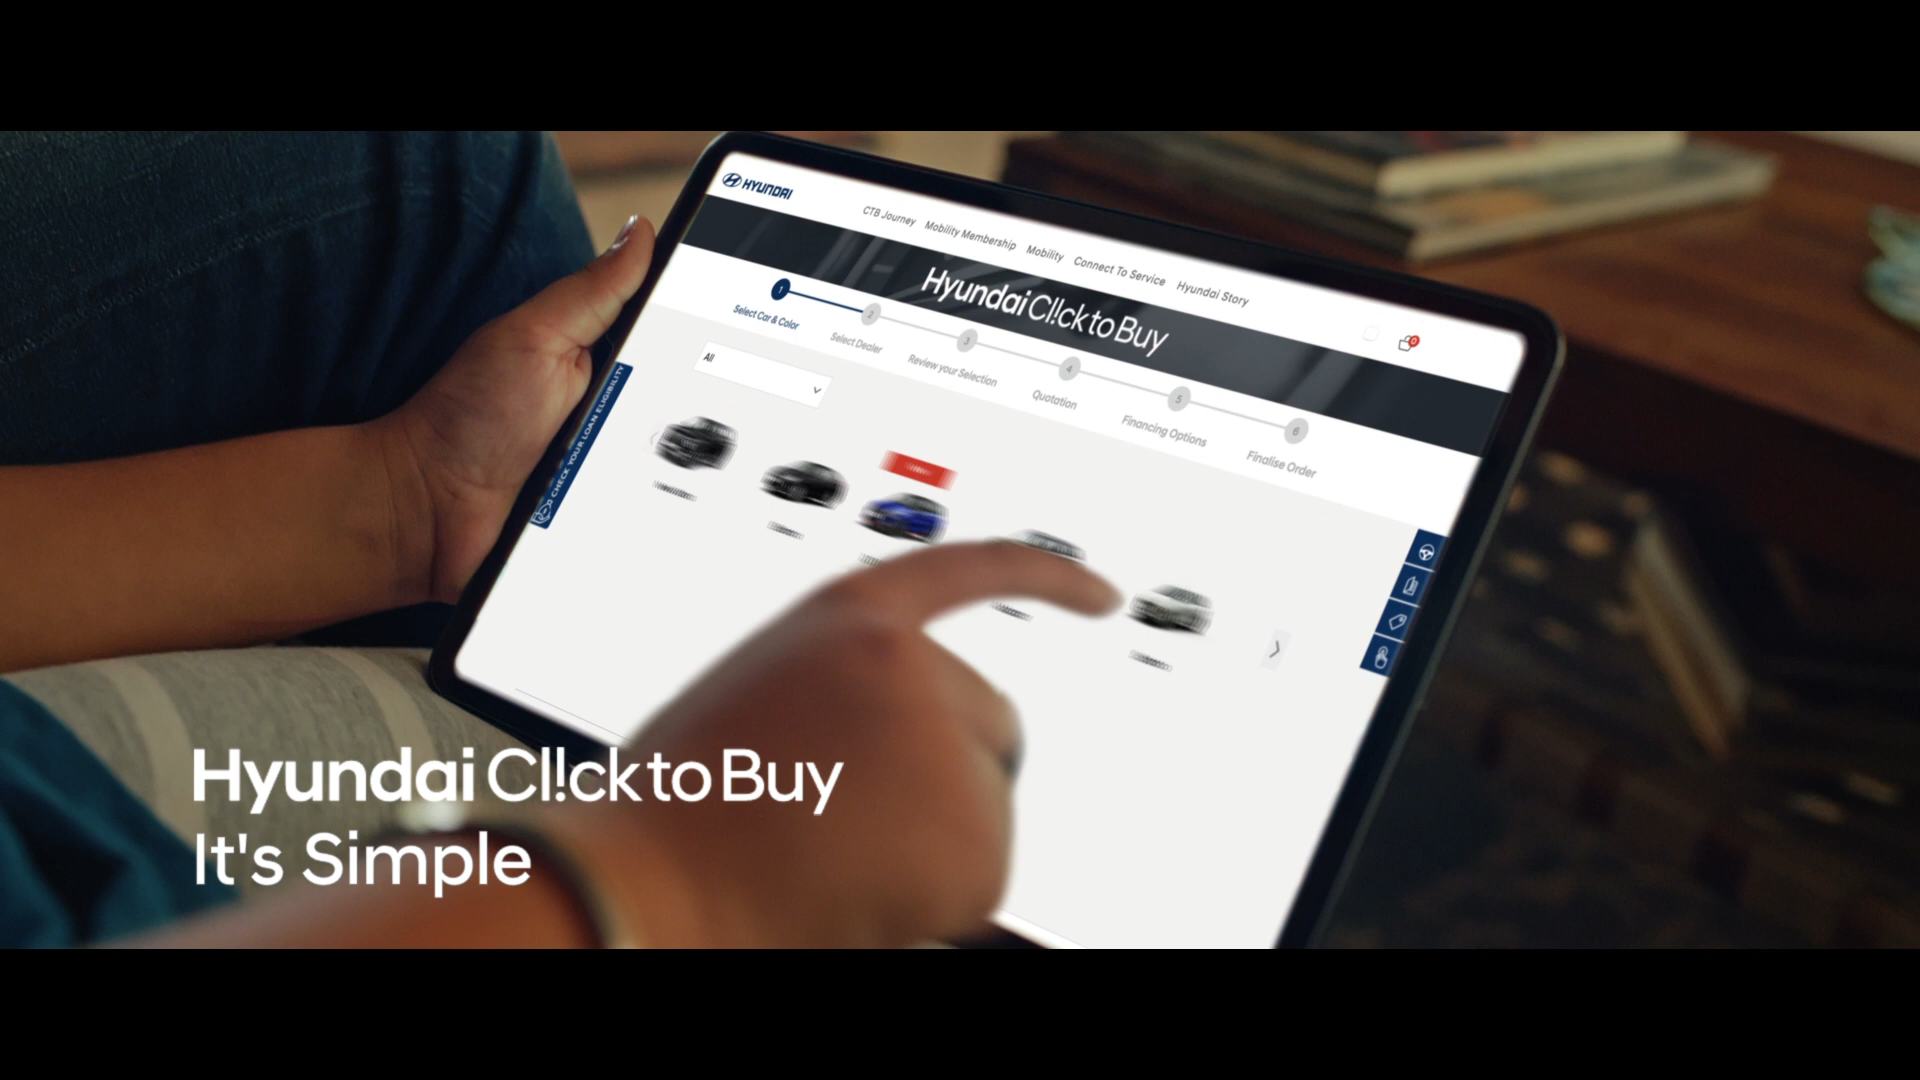 HYUNDAI
CTB Journey Mobility Membership Mobility Connect To Service Hyundai Story
0
Hyundai Cl!ck to Buy
1 2 3 4 5 6
Select Car & Color Select Dealer Review your Selection Quotation Financing Options Finalise Order
All
CHECK YOUR LOAN ELIGIBILITY
Hyundai Cl!ck to Buy
It's Simple